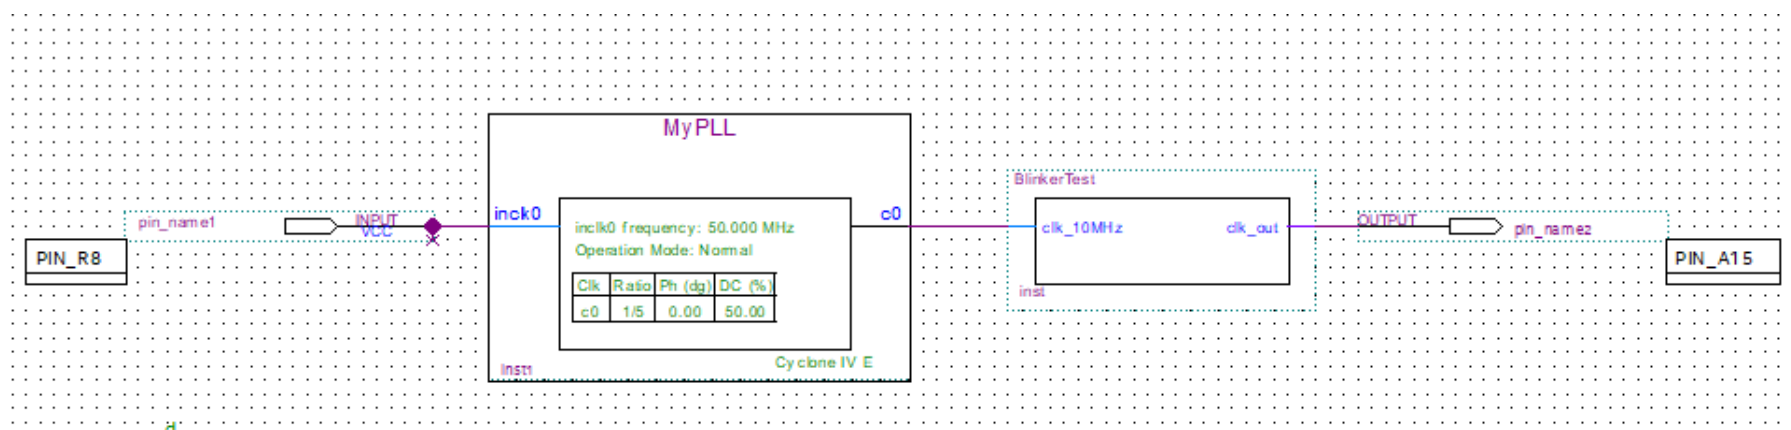 MyPLL
pin_name1
INPUT
VCC
PIN_R8
inclk0
c0
inclk0 frequency: 50.000 MHz
Operation Mode: Normal
Clk Ratio Ph (dg) DC (%)
c0 1/5 0.00 50.00
Cyclone IV E
inst1
BlinkerTest
clk_10MHz clk_out
inst
OUTPUT
pin_name2
PIN_A15
d